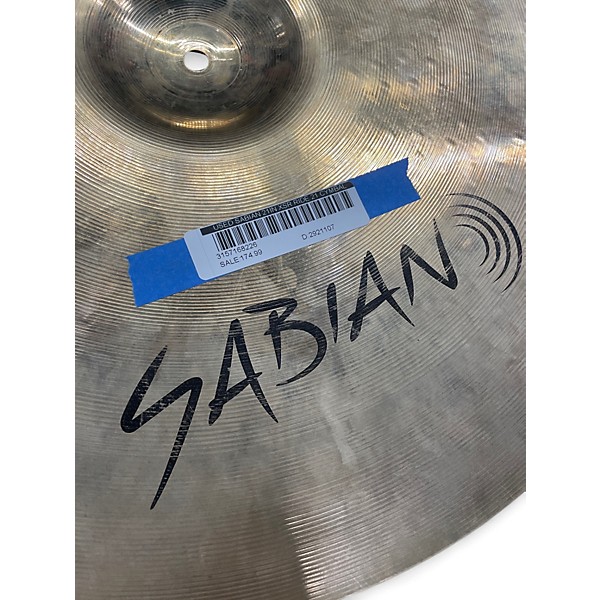 USED SABIAN 21IN XSR RIDE 21 CYMBAL
3157168226 D:2921107
SALE:174.99
SABIAN